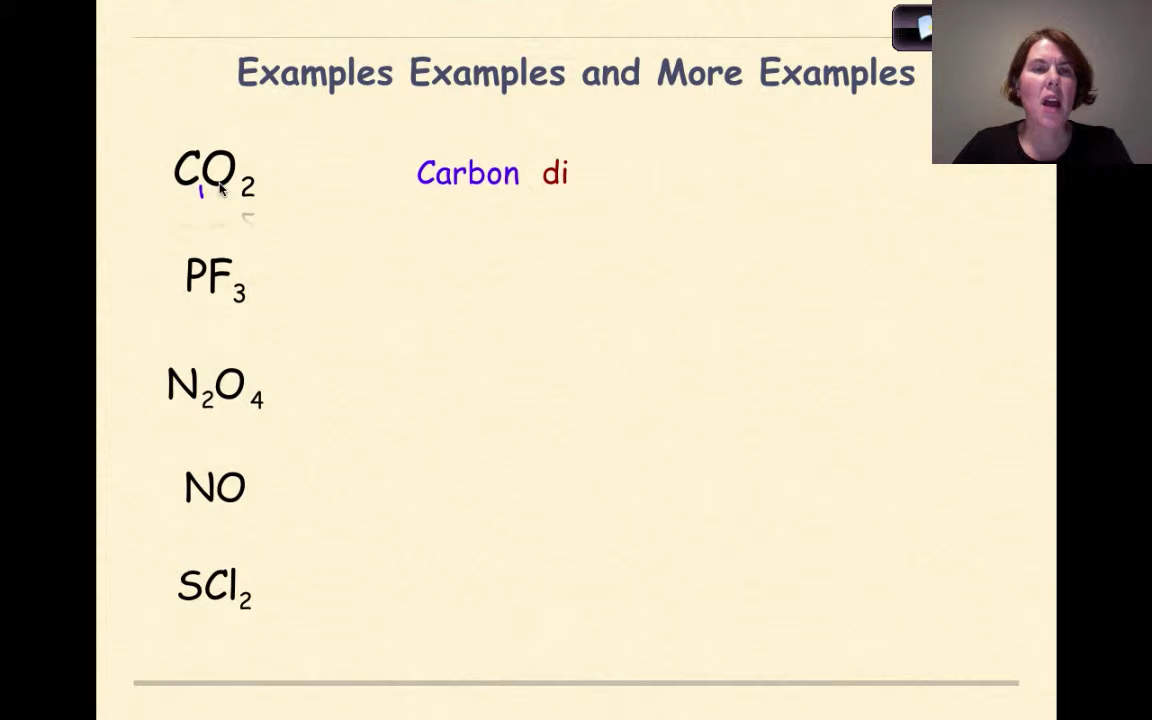 Examples Examples and More Examples
CO₂ Carbon di
PF₃
N₂O₄
NO
SCl₂